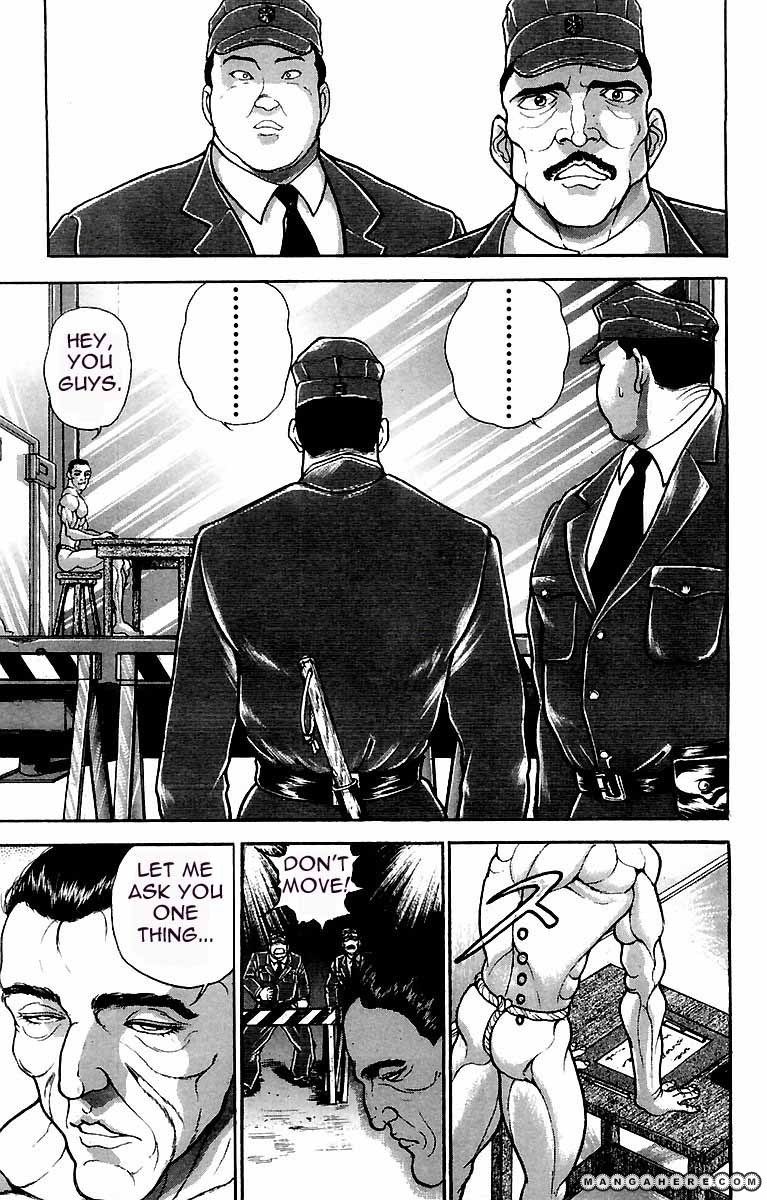 HEY,
YOU
GUYS.
LET ME
ASK YOU
ONE
THING...
DON'T
MOVE!
MANGAHERE.COM